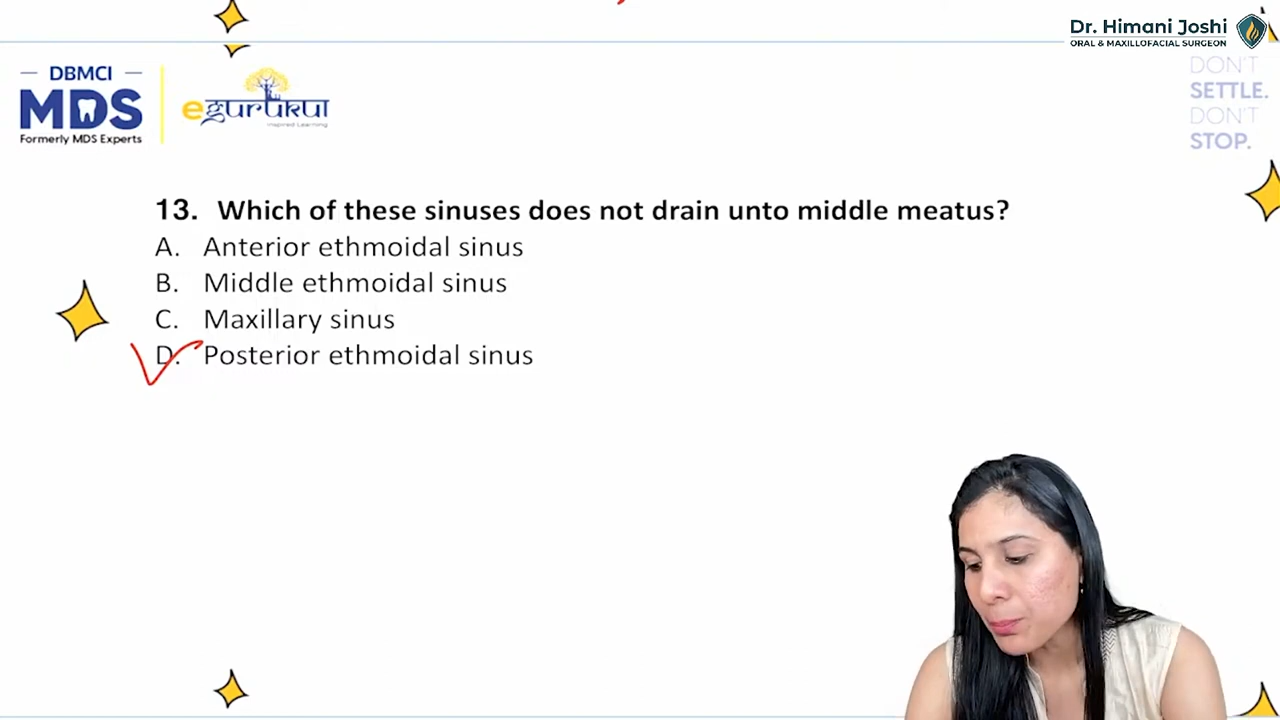 Dr. Himani Joshi
ORAL & MAXILLOFACIAL SURGEON
DBMCI
MDS
Formerly MDS Experts
egurukul
Inspired Learning
DON'T
SETTLE.
DON'T
STOP.
13. Which of these sinuses does not drain unto middle meatus?
A. Anterior ethmoidal sinus
B. Middle ethmoidal sinus
C. Maxillary sinus
D. Posterior ethmoidal sinus